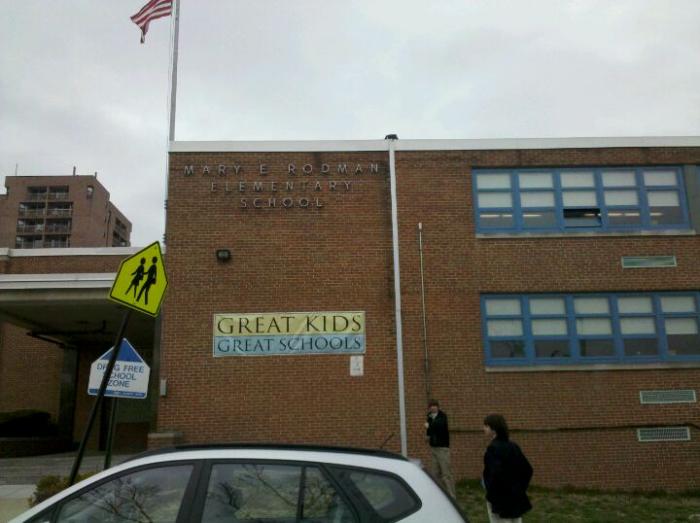 MARY E RODMAN
ELEMENTARY
SCHOOL
GREAT KIDS
GREAT SCHOOLS
DRUG FREE
SCHOOL
ZONE